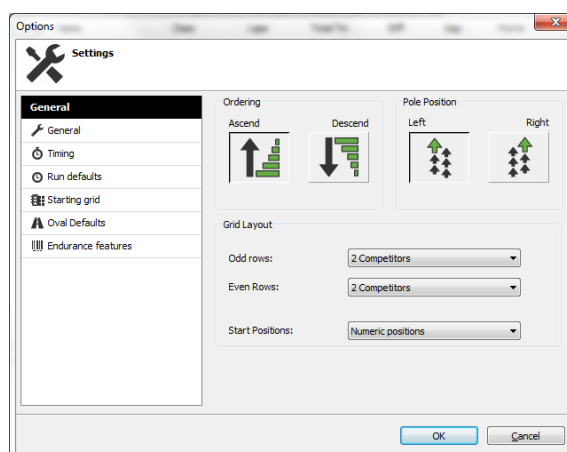 Options
Settings
General
General
Timing
Run defaults
Starting grid
Oval Defaults
Endurance features
Ordering
Ascend Descend
Pole Position
Left Right
Grid Layout
Odd rows: 2 Competitors
Even Rows: 2 Competitors
Start Positions: Numeric positions
OK Cancel